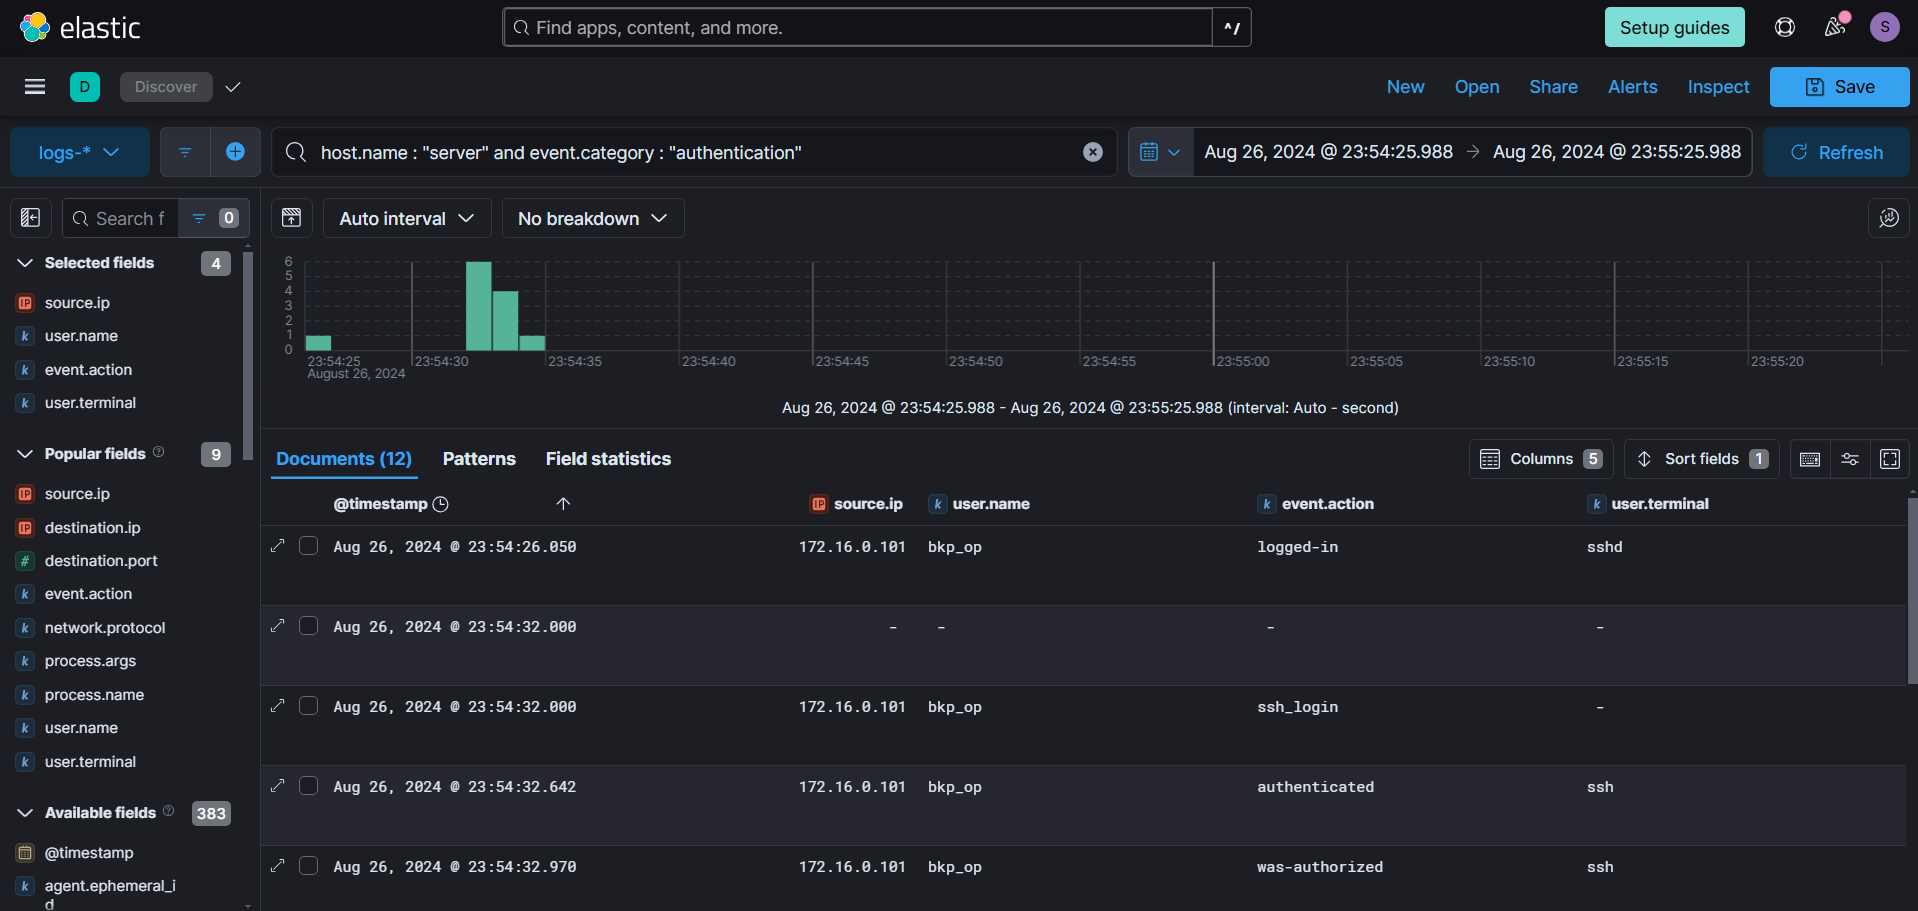 elastic
Find apps, content, and more.
^/
Setup guides
S
D
Discover
New
Open
Share
Alerts
Inspect
Save
logs-*
host.name : "server" and event.category : "authentication"
Aug 26, 2024 @ 23:54:25.988 → Aug 26, 2024 @ 23:55:25.988
Refresh
Search f
0
Auto interval
No breakdown
Selected fields 4
source.ip
user.name
event.action
user.terminal
Popular fields 9
source.ip
destination.ip
destination.port
event.action
network.protocol
process.args
process.name
user.name
user.terminal
Available fields 383
@timestamp
agent.ephemeral_i
d
6
5
4
3
2
1
0
23:54:25 23:54:30 23:54:35 23:54:40 23:54:45 23:54:50 23:54:55 23:55:00 23:55:05 23:55:10 23:55:15 23:55:20
August 26, 2024
Aug 26, 2024 @ 23:54:25.988 - Aug 26, 2024 @ 23:55:25.988 (interval: Auto - second)
Documents (12) Patterns Field statistics
Columns 5
Sort fields 1
@timestamp source.ip user.name event.action user.terminal
Aug 26, 2024 @ 23:54:26.050 172.16.0.101 bkp_op logged-in sshd
Aug 26, 2024 @ 23:54:32.000 - - - -
Aug 26, 2024 @ 23:54:32.000 172.16.0.101 bkp_op ssh_login -
Aug 26, 2024 @ 23:54:32.642 172.16.0.101 bkp_op authenticated ssh
Aug 26, 2024 @ 23:54:32.970 172.16.0.101 bkp_op was-authorized ssh